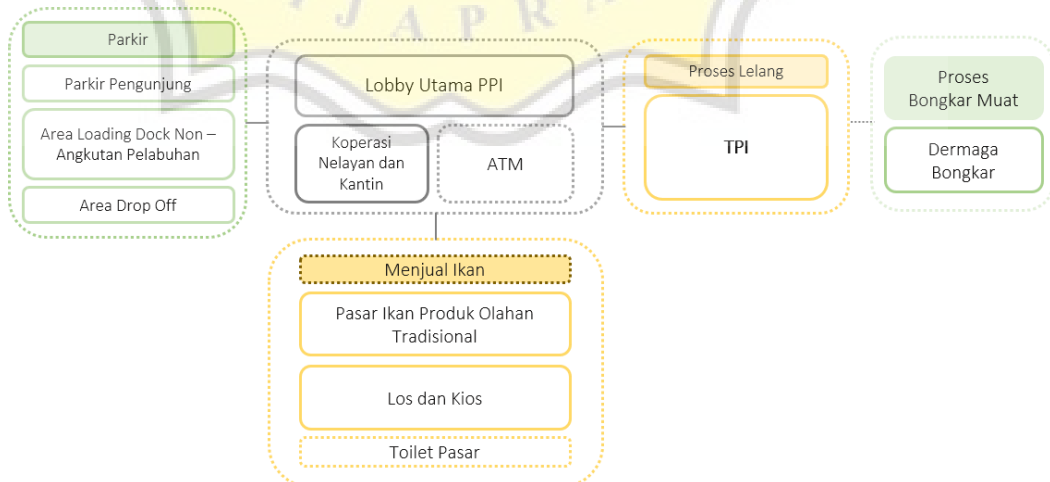 Parkir
Parkir Pengunjung
Area Loading Dock Non –
Angkutan Pelabuhan
Area Drop Off
Lobby Utama PPI
Koperasi
Nelayan dan
Kantin
ATM
Proses Lelang
TPI
Proses
Bongkar Muat
Dermaga
Bongkar
Menjual Ikan
Pasar Ikan Produk Olahan
Tradisional
Los dan Kios
Toilet Pasar